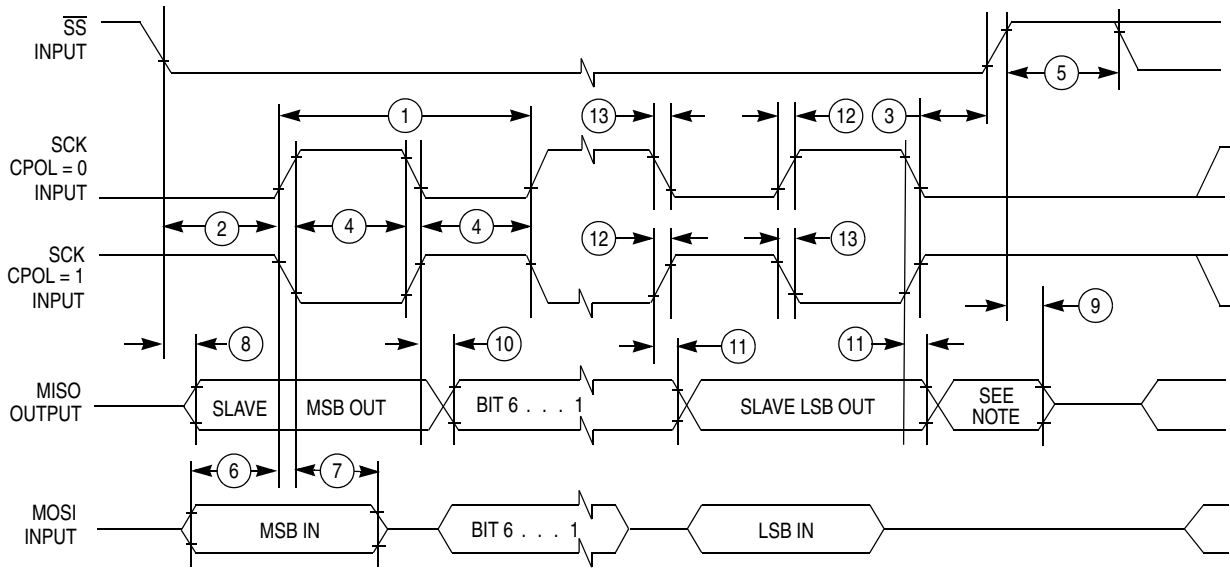 SS
INPUT
5
1
13
12
3
SCK
CPOL = 0
INPUT
2
4
4
12
13
SCK
CPOL = 1
INPUT
8
10
11
11
9
MISO
OUTPUT
SLAVE
MSB OUT
BIT 6 . . . 1
SLAVE LSB OUT
SEE
NOTE
6
7
MOSI
INPUT
MSB IN
BIT 6 . . . 1
LSB IN